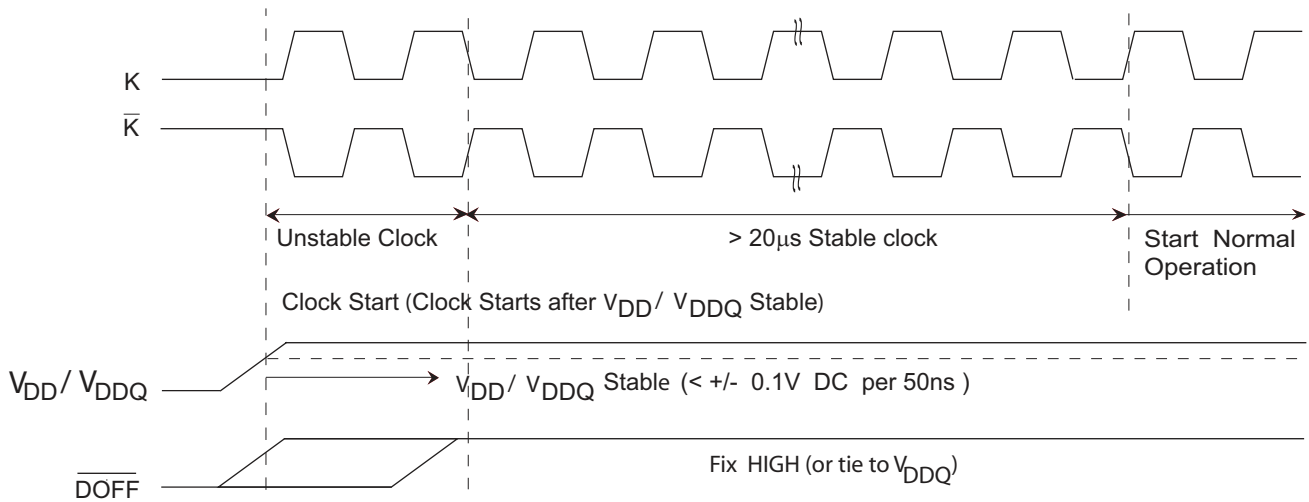 K
K̅
Unstable Clock
> 20μs Stable clock
Start Normal
Operation
Clock Start (Clock Starts after VDD / VDDQ Stable)
VDD / VDDQ
VDD / VDDQ Stable (< +/- 0.1V DC per 50ns )
D̅O̅F̅F̅
Fix HIGH (or tie to VDDQ)